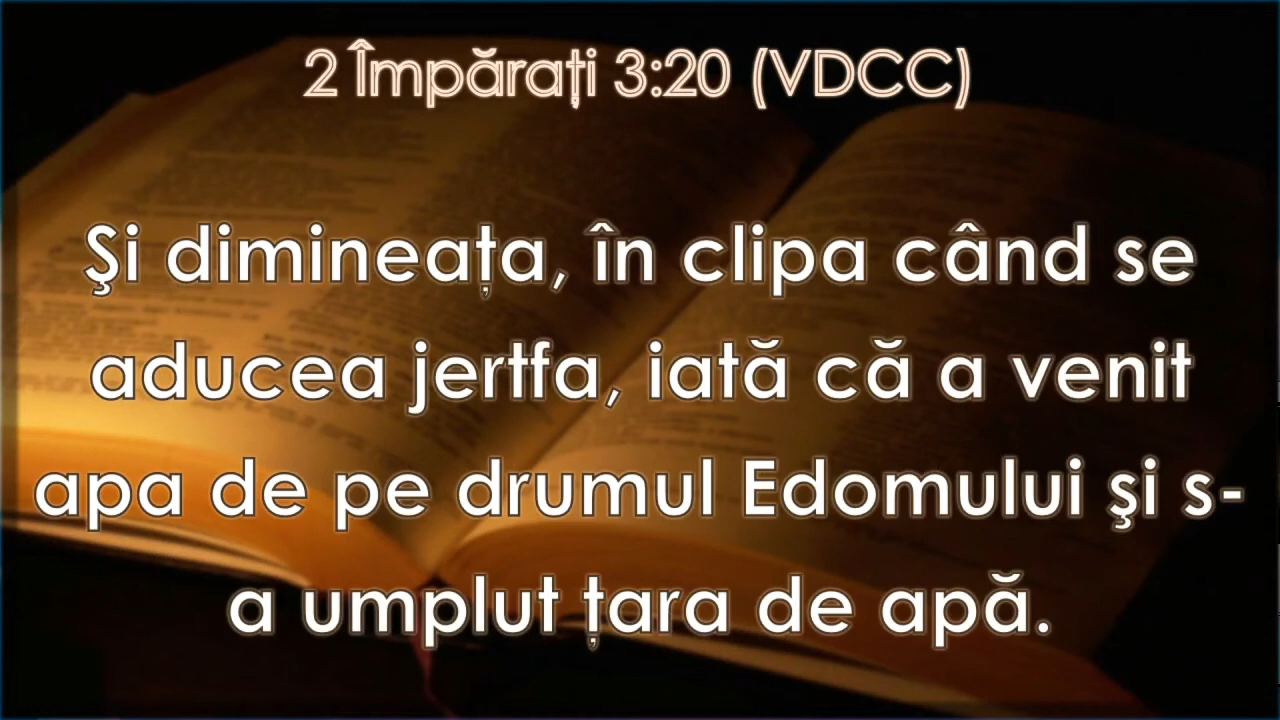 2 Împărați 3:20 (VDCC)
Şi dimineața, în clipa când se
aducea jertfa, iată că a venit
apa de pe drumul Edomului şi s-
a umplut țara de apă.